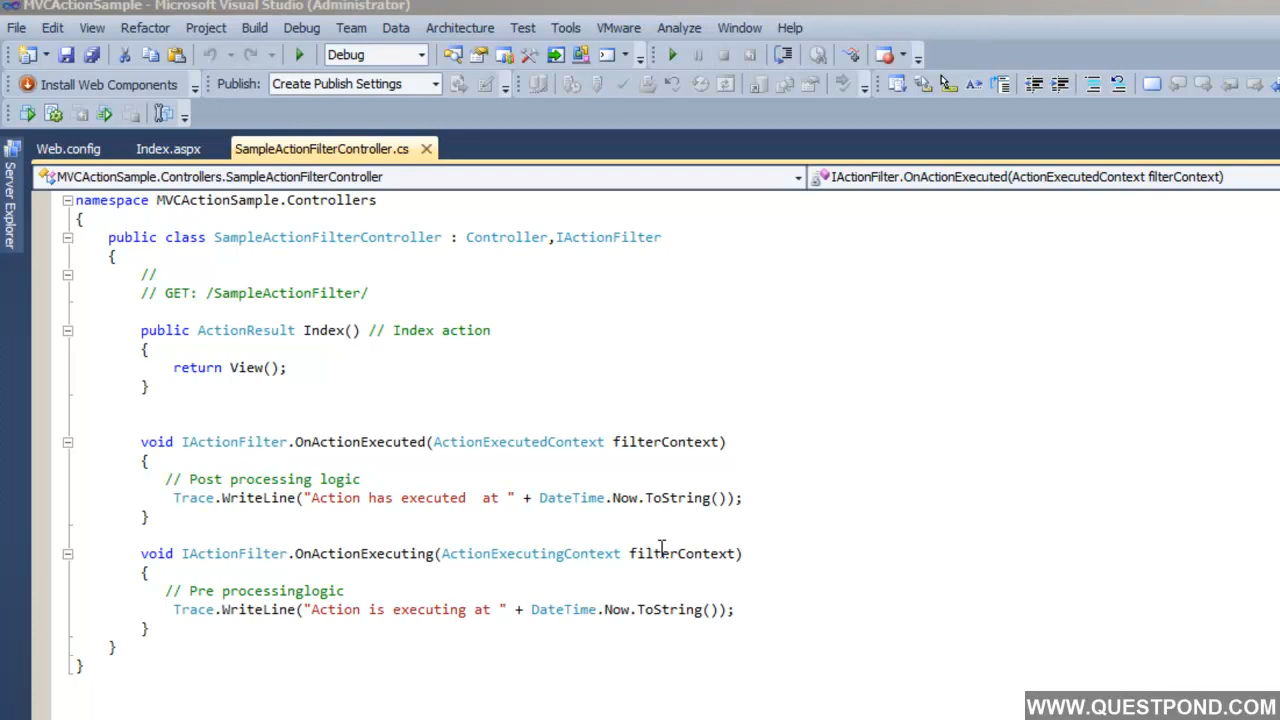 MVCActionSample - Microsoft Visual Studio (Administrator)
File Edit View Refactor Project Build Debug Team Data Architecture Test Tools VMware Analyze Window Help
Debug
Install Web Components Publish: Create Publish Settings
Web.config Index.aspx SampleActionFilterController.cs
MVCActionSample.Controllers.SampleActionFilterController IActionFilter.OnActionExecuted(ActionExecutedContext filterContext)
Server Explorer
namespace MVCActionSample.Controllers
{
public class SampleActionFilterController : Controller,IActionFilter
{
//
// GET: /SampleActionFilter/
public ActionResult Index() // Index action
{
return View();
}
void IActionFilter.OnActionExecuted(ActionExecutedContext filterContext)
{
// Post processing logic
Trace.WriteLine("Action has executed  at " + DateTime.Now.ToString());
}
void IActionFilter.OnActionExecuting(ActionExecutingContext filterContext)
{
// Pre processinglogic
Trace.WriteLine("Action is executing at " + DateTime.Now.ToString());
}
}
}
WWW.QUESTPOND.COM